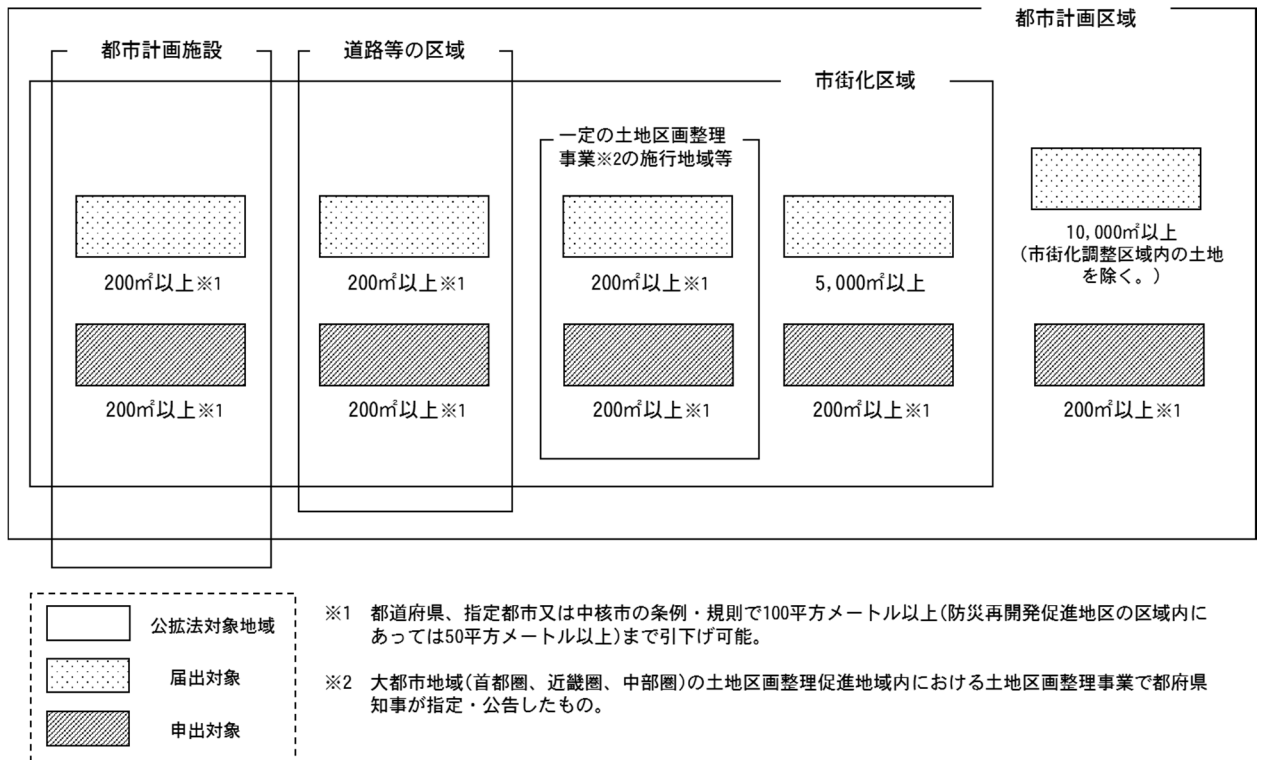 都市計画区域
都市計画施設
道路等の区域
市街化区域
一定の土地区画整理
事業※2の施行地域等
200㎡以上※1
200㎡以上※1
200㎡以上※1
5,000㎡以上
10,000㎡以上
(市街化調整区域内の土地
を除く。)
200㎡以上※1
200㎡以上※1
200㎡以上※1
200㎡以上※1
200㎡以上※1
公拡法対象地域
届出対象
申出対象
※1 都道府県、指定都市又は中核市の条例・規則で100平方メートル以上(防災再開発促進地区の区域内に
あっては50平方メートル以上)まで引下げ可能。
※2 大都市地域(首都圏、近畿圏、中部圏)の土地区画整理促進地域内における土地区画整理事業で都府県
知事が指定・公告したもの。